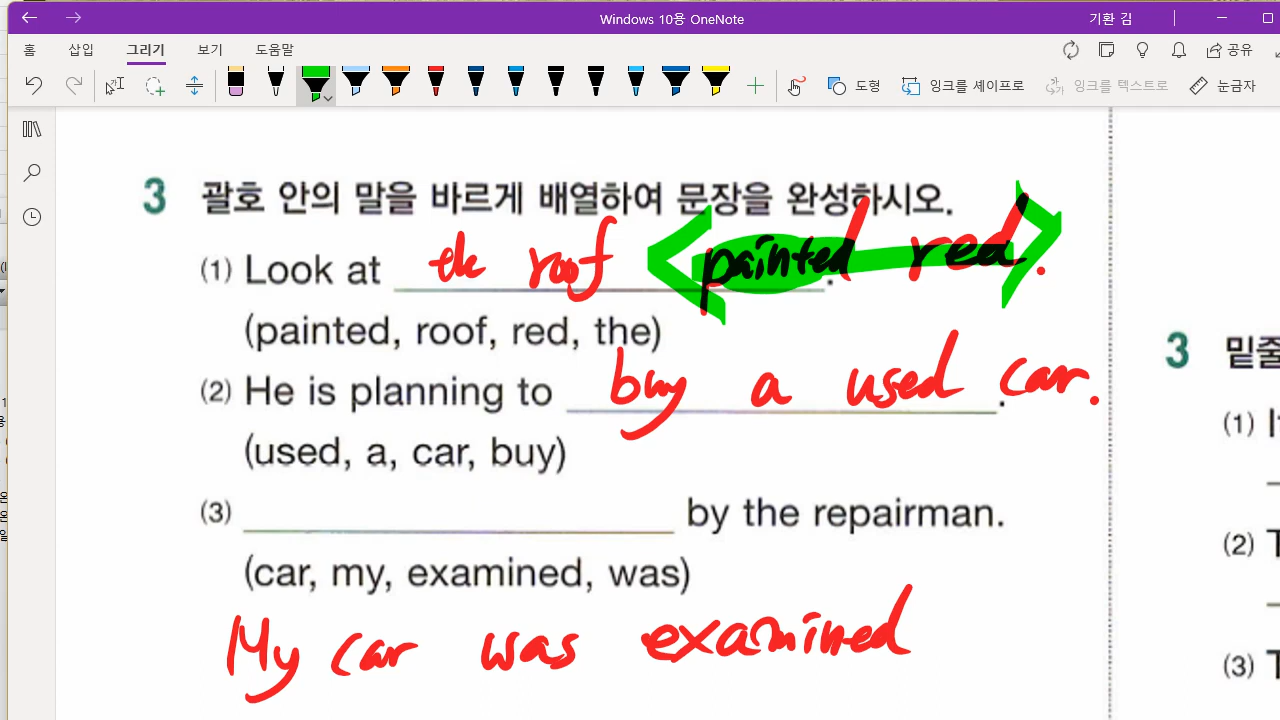 Windows 10용 OneNote
기환 김
홈 삽입 그리기 보기 도움말
공유
도형 잉크를 셰이프로 잉크를 텍스트로 눈금자
3 괄호 안의 말을 바르게 배열하여 문장을 완성하시오.
(1) Look at the roof painted red.
(painted, roof, red, the)
(2) He is planning to buy a used car.
(used, a, car, buy)
(3) by the repairman.
(car, my, examined, was)
My car was examined
3 밑줄
(1)
(2) T
(3) T